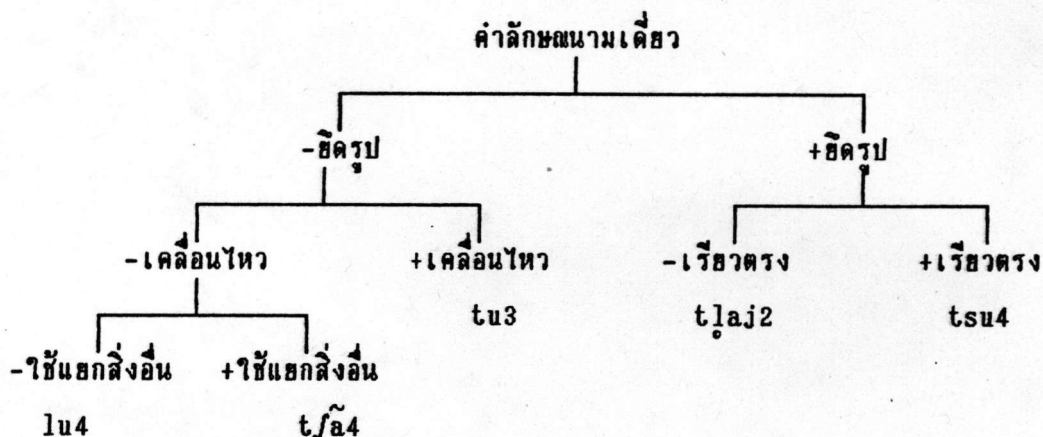 คำลักษณนามเดี่ยว
-ยึดรูป +ยึดรูป
-เคลื่อนไหว +เคลื่อนไหว -เรียวตรง +เรียวตรง
tu3 tl̥aj2 tsu4
-ใช้แยกสิ่งอื่น +ใช้แยกสิ่งอื่น
lu4 tʃã4